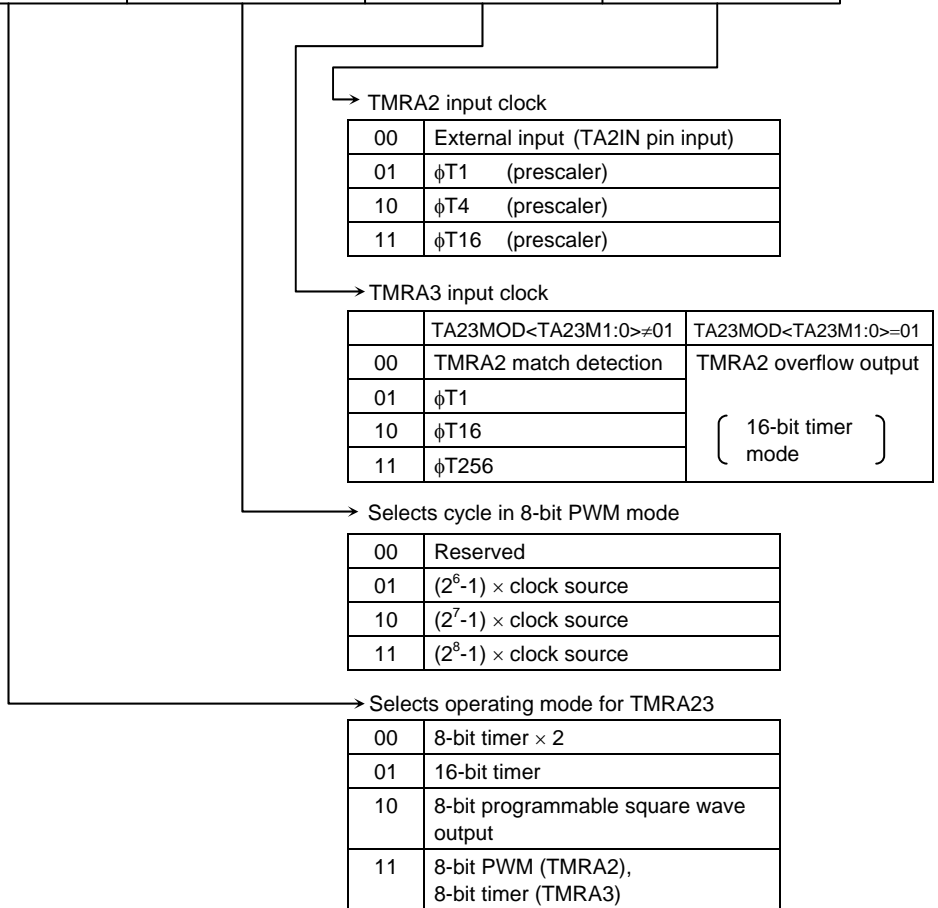 TMRA2 input clock
00 External input (TA2IN pin input)
01 ϕT1 (prescaler)
10 ϕT4 (prescaler)
11 ϕT16 (prescaler)
TMRA3 input clock
TA23MOD<TA23M1:0>≠01 TA23MOD<TA23M1:0>=01
00 TMRA2 match detection TMRA2 overflow output
01 ϕT1
10 ϕT16 16-bit timer
mode
11 ϕT256
Selects cycle in 8-bit PWM mode
00 Reserved
01 (2⁶-1) × clock source
10 (2⁷-1) × clock source
11 (2⁸-1) × clock source
Selects operating mode for TMRA23
00 8-bit timer × 2
01 16-bit timer
10 8-bit programmable square wave
output
11 8-bit PWM (TMRA2),
8-bit timer (TMRA3)